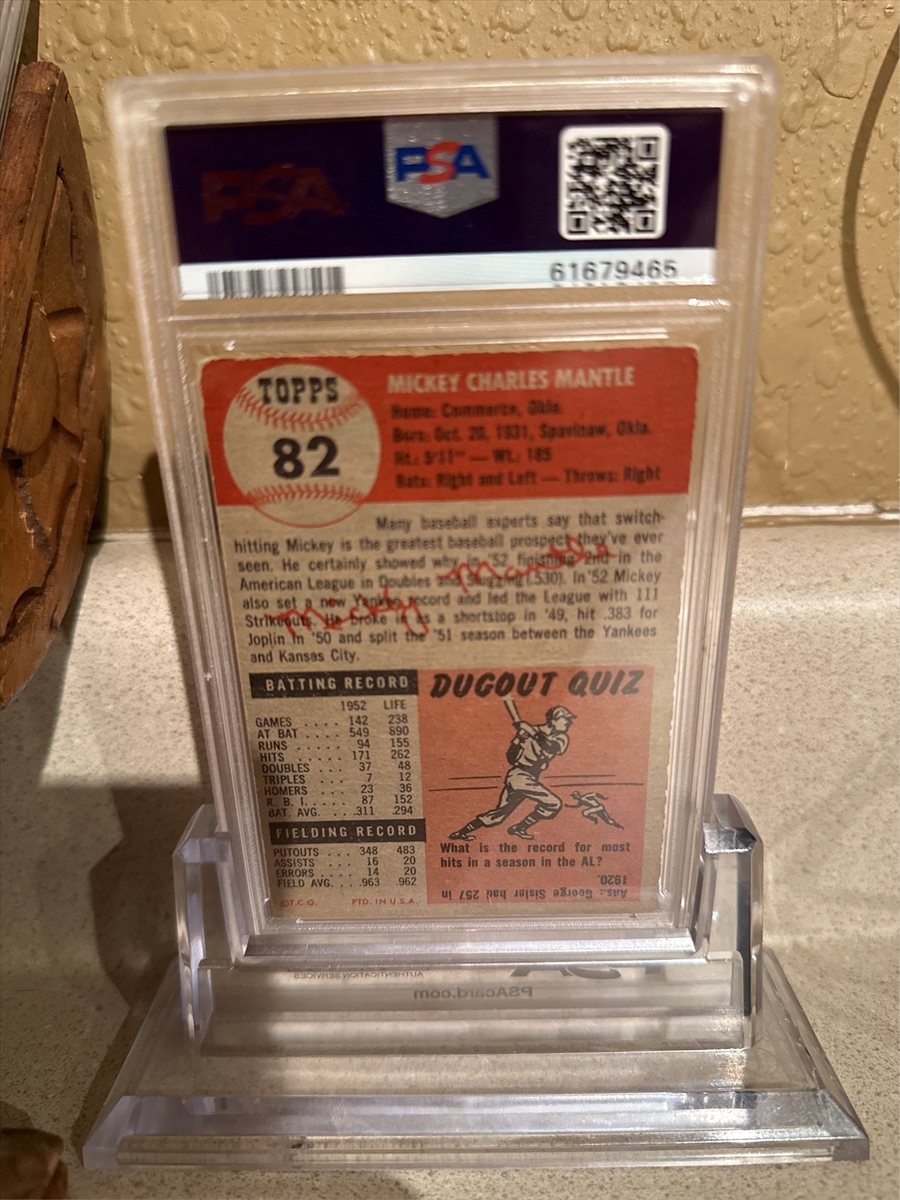 PSA
PSA
61679465
TOPPS
82
MICKEY CHARLES MANTLE
Home: Commerce, Okla.
Born: Oct. 20, 1931, Spavinaw, Okla.
Ht.: 5'11" — Wt.: 185
Bats: Right and Left — Throws: Right
Many baseball experts say that switch-
hitting Mickey is the greatest baseball prospect they've ever
seen. He certainly showed why in '52 finishing 2nd in the
American League in Doubles and Slugging (.530). In '52 Mickey
also set a new Yankee record and led the League with 111
Strikeouts. He broke in as a shortstop in '49, hit .383 for
Joplin in '50 and split the '51 season between the Yankees
and Kansas City.
Mickey Mantle
BATTING RECORD
1952 LIFE
GAMES .... 142 238
AT BAT .... 549 890
RUNS .... 94 155
HITS ..... 171 262
DOUBLES ... 37 48
TRIPLES ... 7 12
HOMERS ... 23 36
R. B. I. .... 87 152
BAT. AVG. .. .311 .294
FIELDING RECORD
PUTOUTS ... 348 483
ASSISTS ... 16 20
ERRORS ... 14 20
FIELD AVG. .. .963 .962
©T.C.G. PTD. IN U.S.A.
DUGOUT QUIZ
What is the record for most
hits in a season in the AL?
Ans.: George Sisler had 257 in
1920.
AUTHENTICATION SERVICES
PSAcard.com